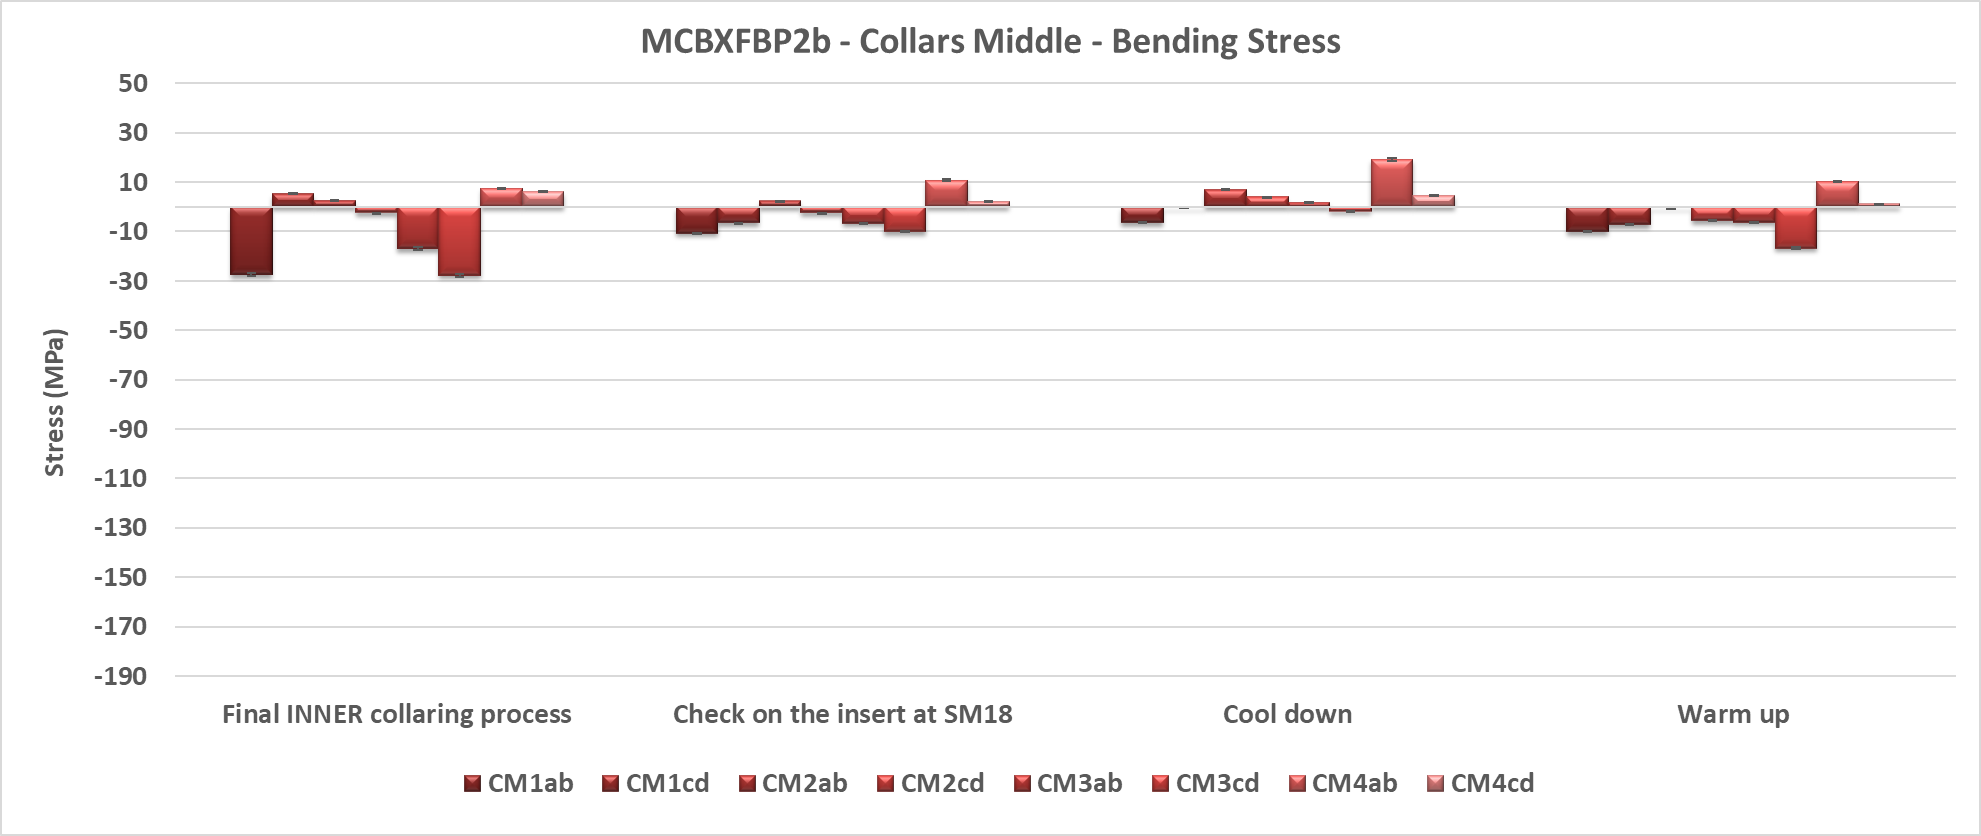 MCBXFBP2b - Collars Middle - Bending Stress
Stress (MPa)
50
30
10
-10
-30
-50
-70
-90
-110
-130
-150
-170
-190
Final INNER collaring process
Check on the insert at SM18
Cool down
Warm up
CM1ab CM1cd CM2ab CM2cd CM3ab CM3cd CM4ab CM4cd